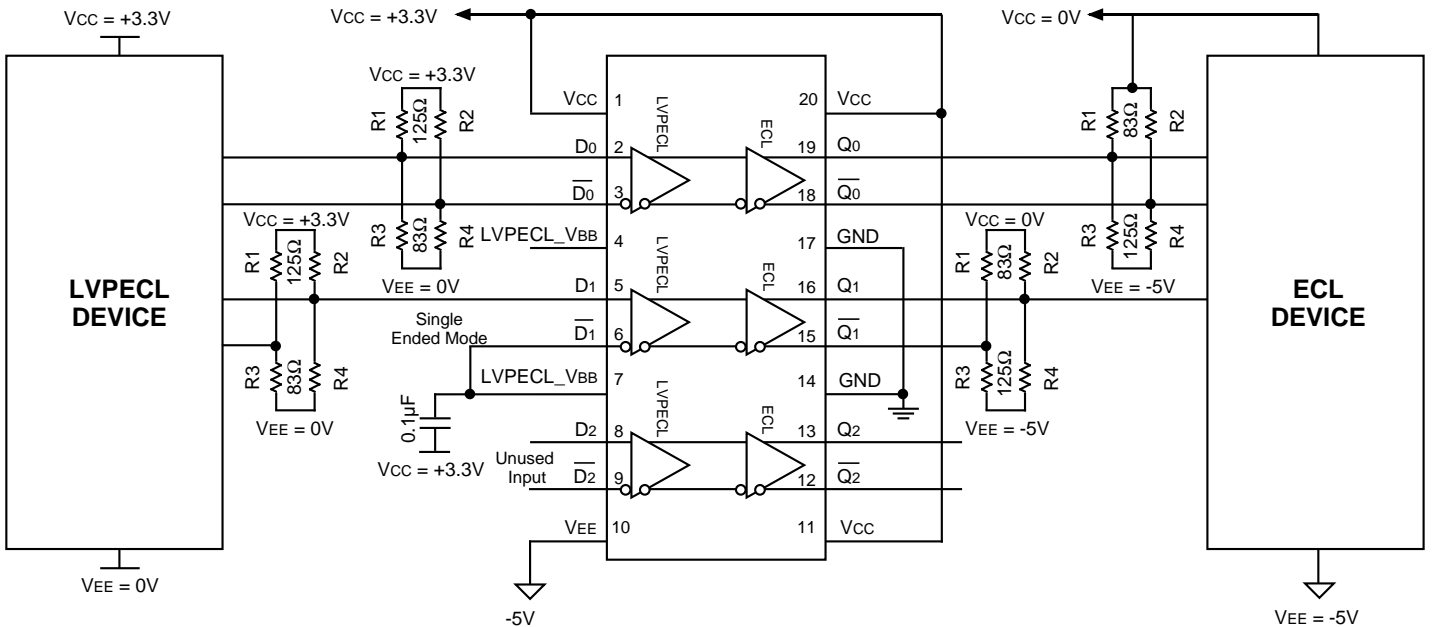 VCC = +3.3V
VCC = +3.3V
VCC = 0V
VCC = +3.3V
R1
125Ω
R2
R3
83Ω
R4
VEE = 0V
VCC = +3.3V
R1
125Ω
R2
R3
83Ω
R4
VEE = 0V
LVPECL
DEVICE
VEE = 0V
VCC
1
20
VCC
LVPECL
ECL
D0
2
19
Q0
D0
3
18
Q0
LVPECL_VBB
4
17
GND
LVPECL
ECL
D1
5
16
Q1
Single
Ended Mode
D1
6
15
Q1
LVPECL_VBB
7
14
GND
0.1µF
VCC = +3.3V
LVPECL
ECL
D2
8
13
Q2
Unused
Input
D2
9
12
Q2
VEE
10
11
VCC
-5V
R1
83Ω
R2
R3
125Ω
R4
VEE = -5V
VCC = 0V
R1
83Ω
R2
R3
125Ω
R4
VEE = -5V
ECL
DEVICE
VEE = -5V